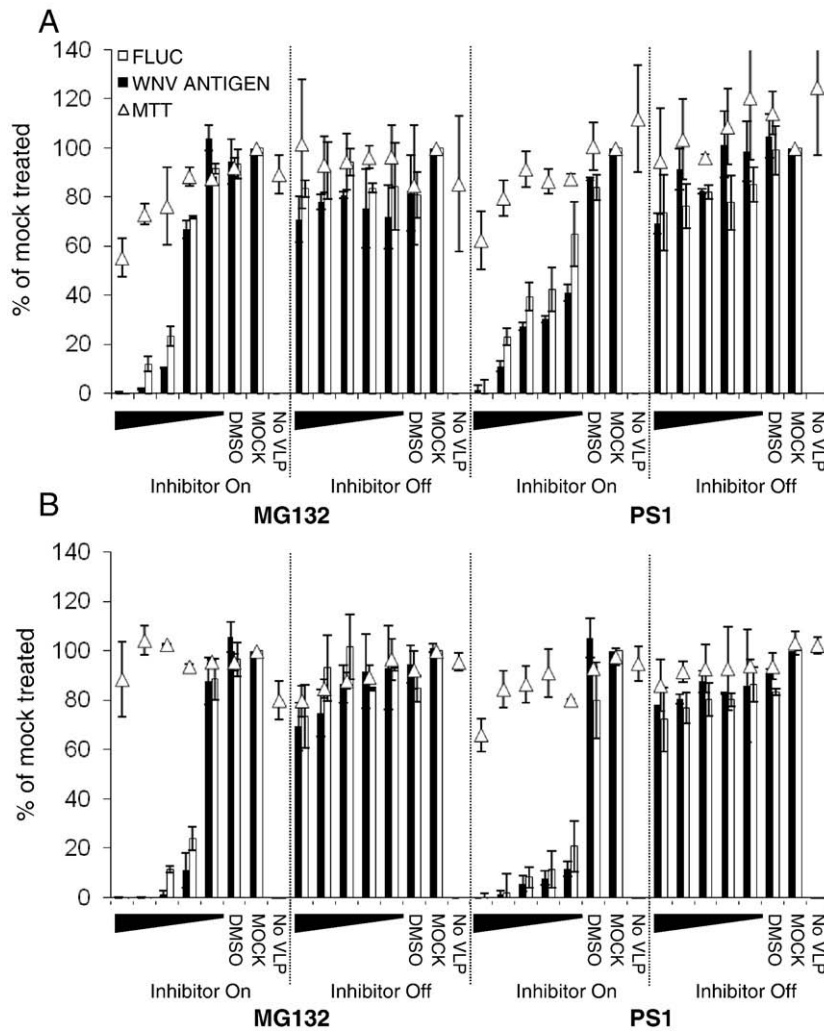 A
140
120
100
80
60
40
20
0
% of mock treated
FLUC
WNV ANTIGEN
MTT
DMSO
MOCK
No VLP
DMSO
MOCK
No VLP
DMSO
MOCK
No VLP
DMSO
MOCK
No VLP
Inhibitor On Inhibitor Off Inhibitor On Inhibitor Off
MG132 PS1
B
140
120
100
80
60
40
20
0
% of mock treated
DMSO
MOCK
No VLP
DMSO
MOCK
No VLP
DMSO
MOCK
No VLP
DMSO
MOCK
No VLP
Inhibitor On Inhibitor Off Inhibitor On Inhibitor Off
MG132 PS1